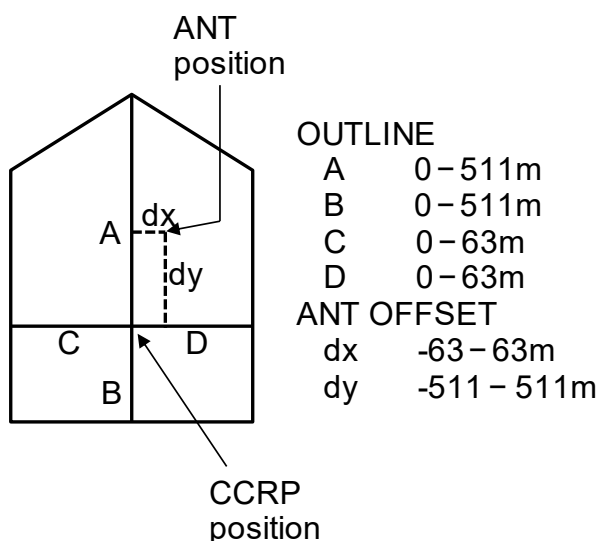 ANT
position
OUTLINE
A 0–511m
B 0–511m
C 0–63m
D 0–63m
ANT OFFSET
dx -63–63m
dy -511–511m
dx
A
dy
C
D
B
CCRP
position